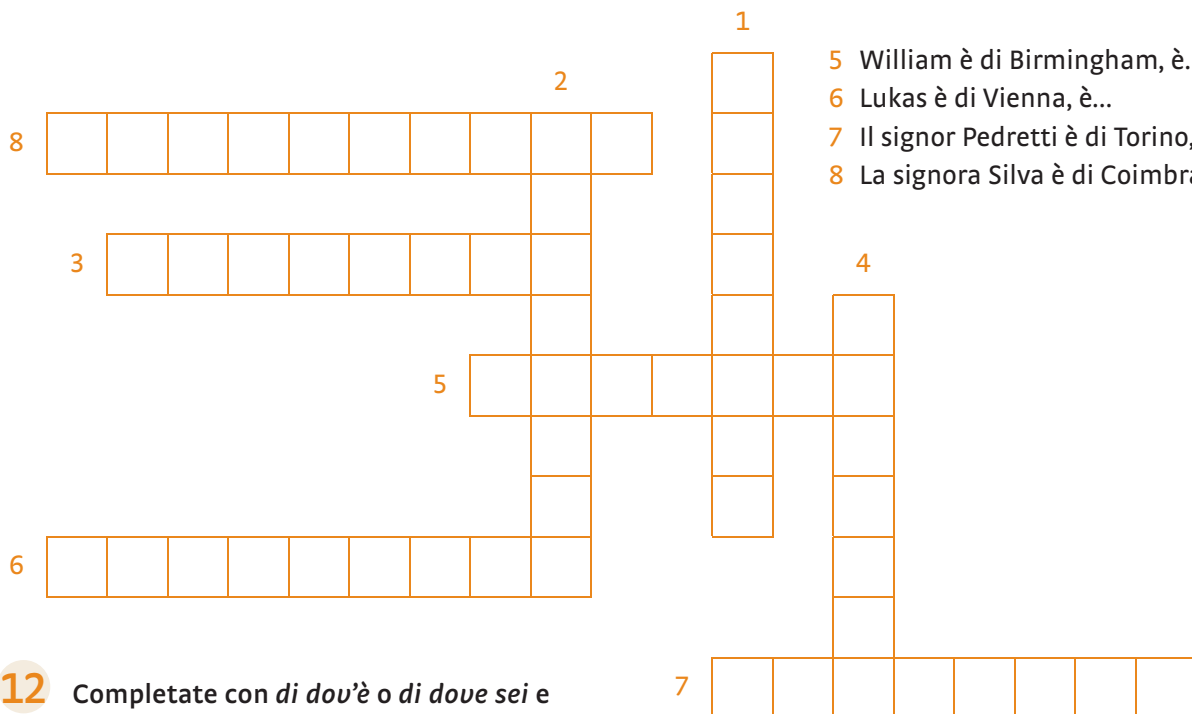 1
2
8
3
4
5
6
7
5 William è di Birmingham, è.
6 Lukas è di Vienna, è...
7 Il signor Pedretti è di Torino,
8 La signora Silva è di Coimbra
12 Completate con di dov'è o di dove sei e